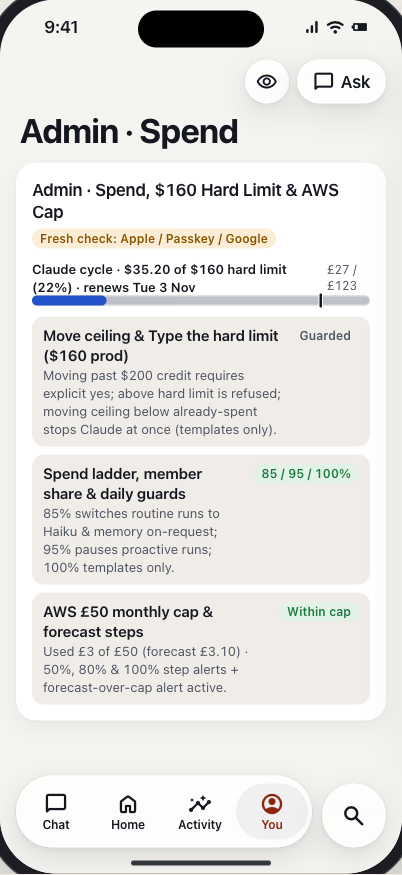 9:41
Ask
Admin · Spend
Admin · Spend, $160 Hard Limit & AWS
Cap
Fresh check: Apple / Passkey / Google
Claude cycle · $35.20 of $160 hard limit
(22%) · renews Tue 3 Nov
£27 /
£123
Move ceiling & Type the hard limit
($160 prod)
Guarded
Moving past $200 credit requires
explicit yes; above hard limit is refused;
moving ceiling below already-spent
stops Claude at once (templates only).
Spend ladder, member
share & daily guards
85 / 95 / 100%
85% switches routine runs to
Haiku & memory on-request;
95% pauses proactive runs;
100% templates only.
AWS £50 monthly cap &
forecast steps
Within cap
Used £3 of £50 (forecast £3.10) ·
50%, 80% & 100% step alerts +
forecast-over-cap alert active.
Chat
Home
Activity
You